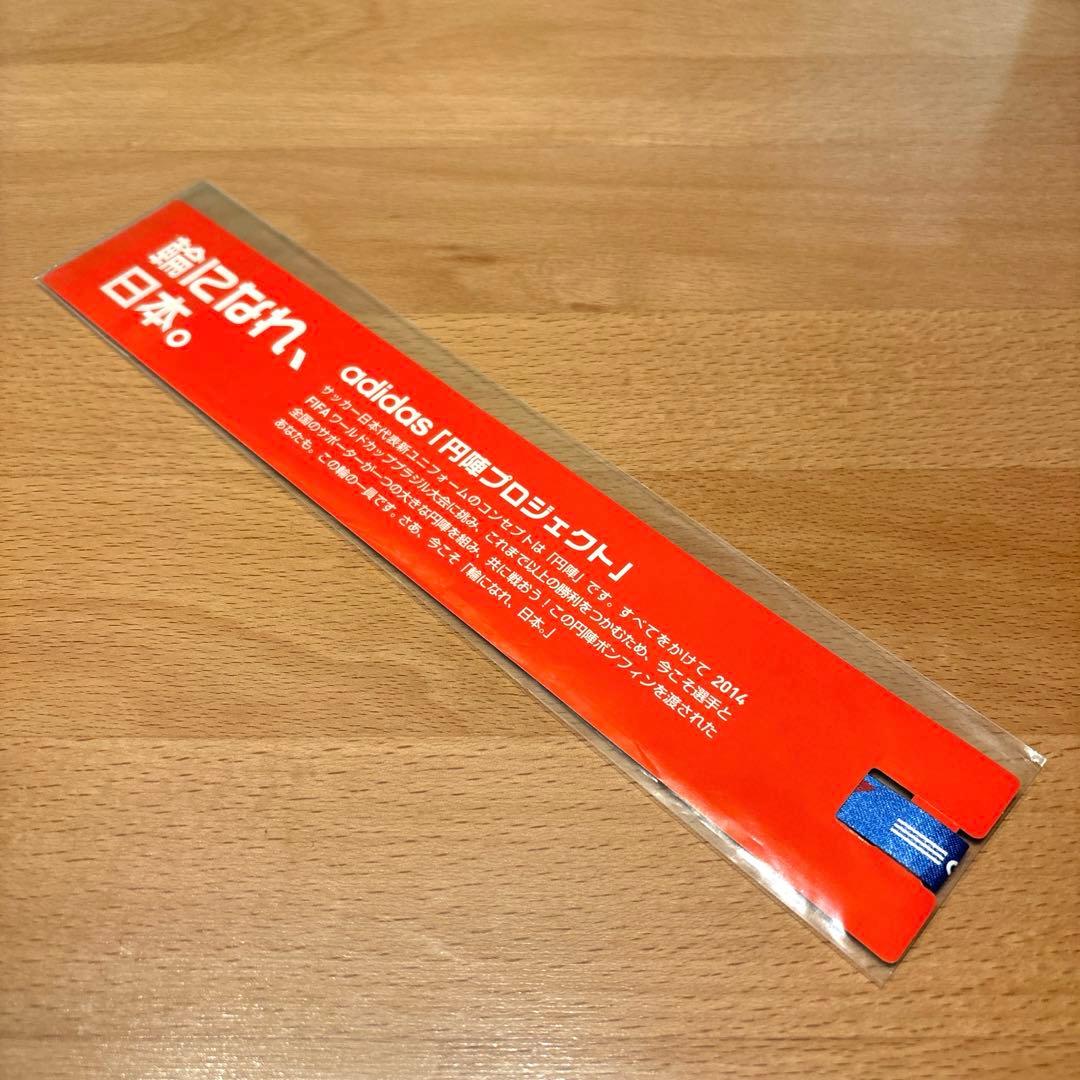 輪になれ、
日本。
adidas「円陣プロジェクト」
サッカー日本代表新ユニフォームのコンセプトは「円陣」です。すべてをかけて 2014
FIFA ワールドカップブラジル大会に挑み、これまで以上の勝利をつかむため、今こそ選手と
全国のサポーターが一つの大きな円陣を組み、共に戦おう!この円陣ボンフィンを渡された
あなたも。この輪の一員です。さあ、今こそ「輪になれ、日本。」